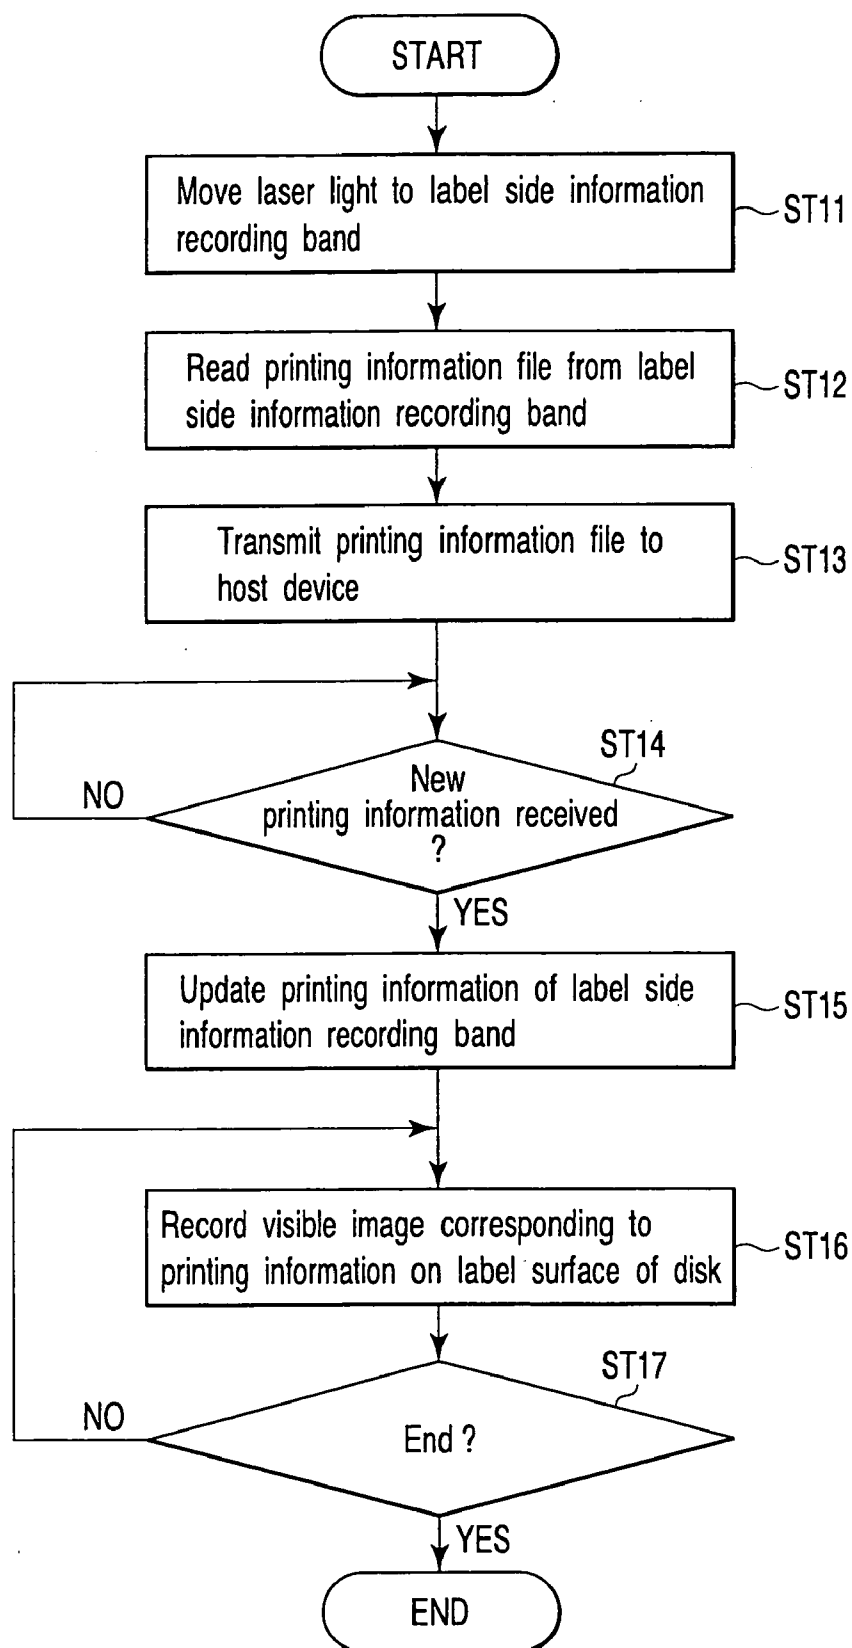 START
Move laser light to label side information
recording band
ST11
Read printing information file from label
side information recording band
ST12
Transmit printing information file to
host device
ST13
ST14
New
printing information received
?
NO
YES
Update printing information of label side
information recording band
ST15
Record visible image corresponding to
printing information on label surface of disk
ST16
ST17
End ?
NO
YES
END